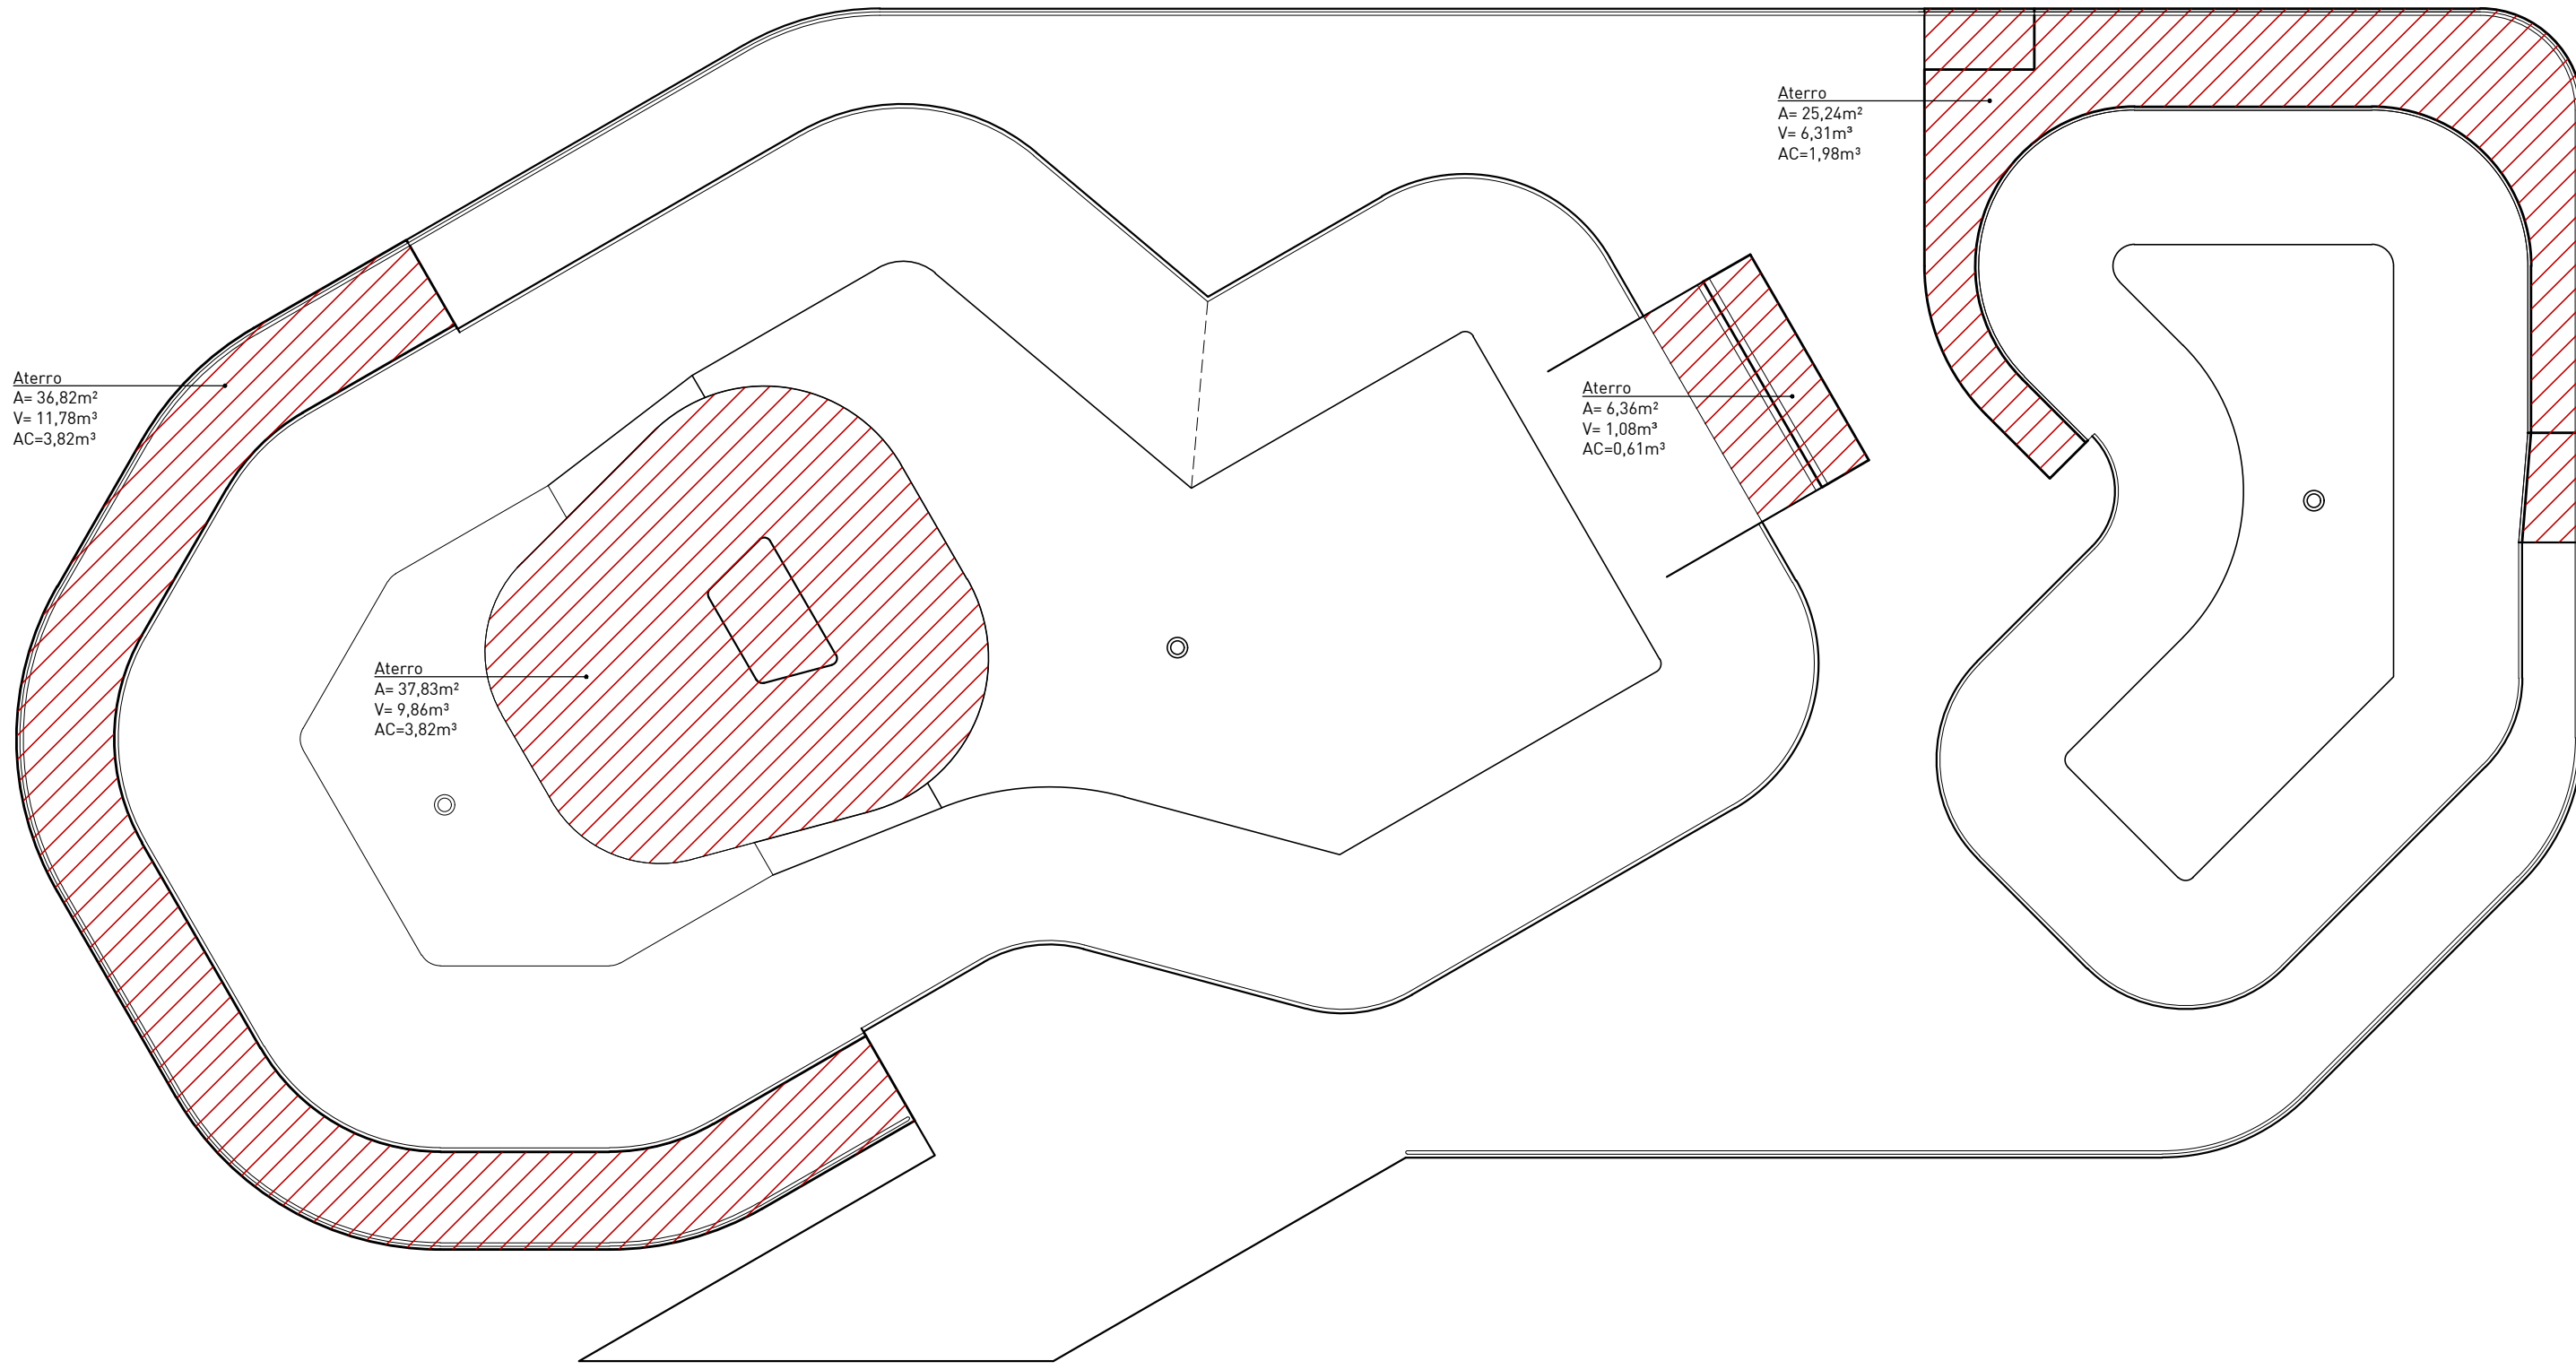 Aterro
A= 25,24m²
V= 6,31m³
AC=1,98m³
Aterro
A= 36,82m²
V= 11,78m³
AC=3,82m³
Aterro
A= 6,36m²
V= 1,08m³
AC=0,61m³
Aterro
A= 37,83m²
V= 9,86m³
AC=3,82m³